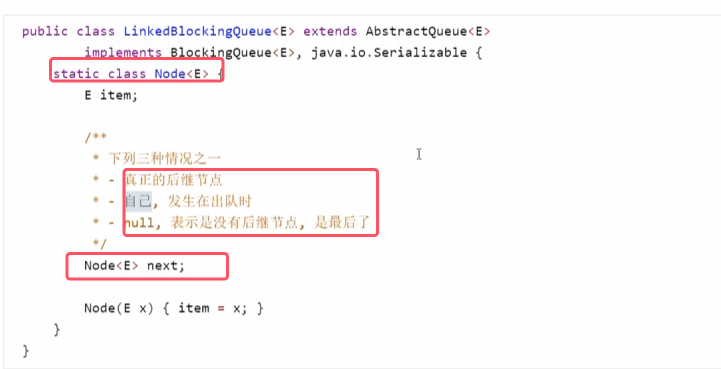 public class LinkedBlockingQueue<E> extends AbstractQueue<E>
implements BlockingQueue<E>, java.io.Serializable {
static class Node<E> {
E item;
/**
* 下列三种情况之一
* - 真正的后继节点
* - 自己, 发生在出队时
* - null, 表示是没有后继节点, 是最后了
*/
Node<E> next;
Node(E x) { item = x; }
}
}